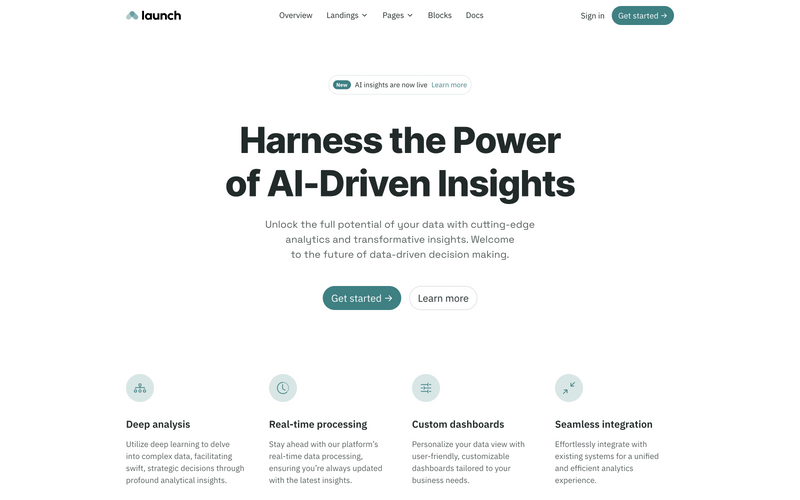 launch
Overview Landings Pages Blocks Docs
Sign in Get started →
New AI insights are now live Learn more
Harness the Power
of AI-Driven Insights
Unlock the full potential of your data with cutting-edge
analytics and transformative insights. Welcome
to the future of data-driven decision making.
Get started → Learn more
Deep analysis
Utilize deep learning to delve
into complex data, facilitating
swift, strategic decisions through
profound analytical insights.
Real-time processing
Stay ahead with our platform's
real-time data processing,
ensuring you're always updated
with the latest insights.
Custom dashboards
Personalize your data view with
user-friendly, customizable
dashboards tailored to your
business needs.
Seamless integration
Effortlessly integrate with
existing systems for a unified
and efficient analytics
experience.